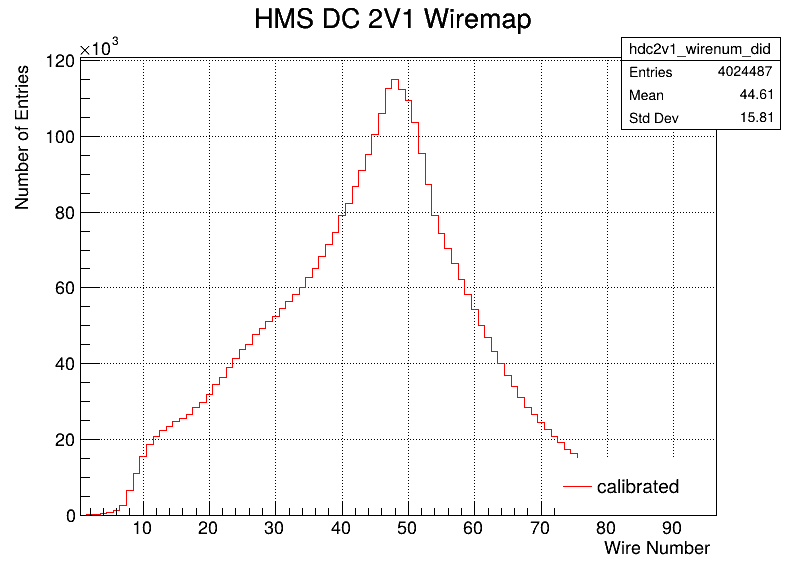 HMS DC 2V1 Wiremap
×10³
hdc2v1_wirenum_did
Entries 4024487
Mean 44.61
Std Dev 15.81
Number of Entries
120
100
80
60
40
20
0
calibrated
10 20 30 40 50 60 70 80 90
Wire Number